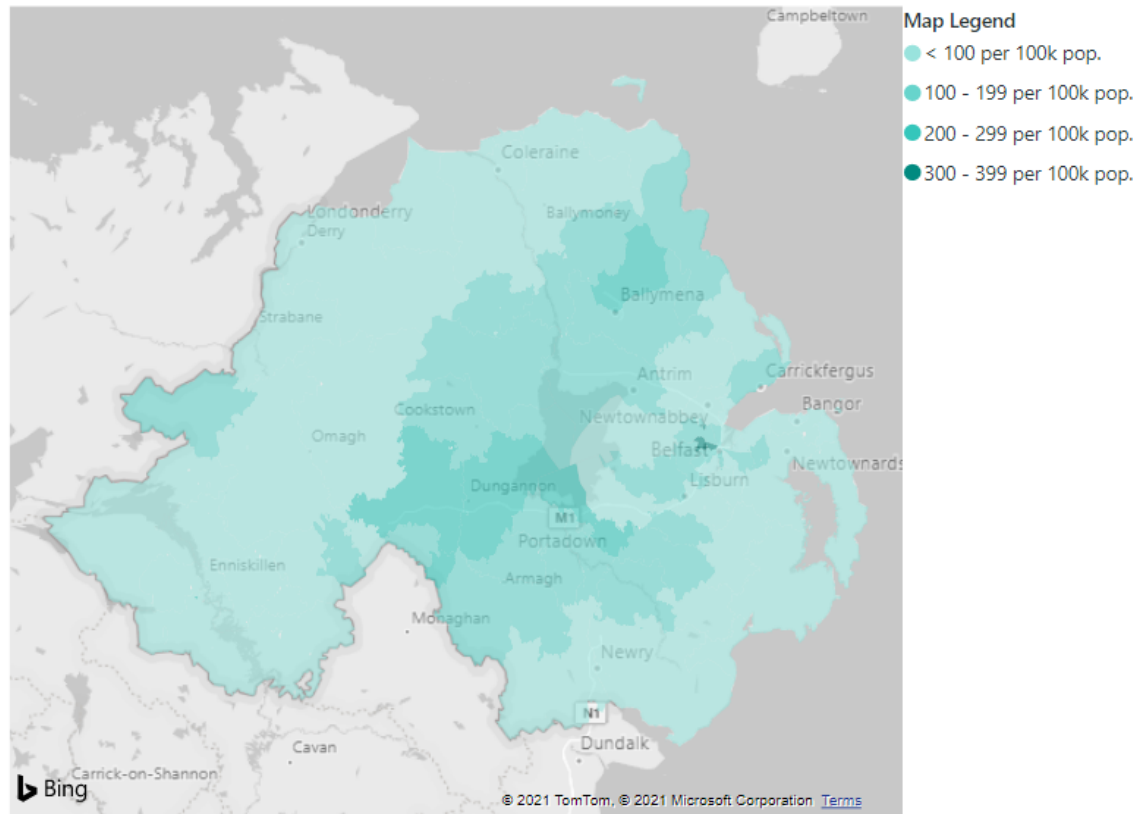 Campbeltown
Map Legend
< 100 per 100k pop.
100 - 199 per 100k pop.
200 - 299 per 100k pop.
300 - 399 per 100k pop.
Coleraine
Londonderry
Derry
Ballymoney
Ballymena
Strabane
Antrim
Carrickfergus
Cookstown
Newtownabbey
Bangor
Omagh
Belfast
Newtownards
Lisburn
Dungannon
M1
Portadown
Enniskillen
Armagh
Monaghan
Newry
N1
Dundalk
Cavan
Carrick-on-Shannon
Bing
© 2021 TomTom, © 2021 Microsoft Corporation Terms